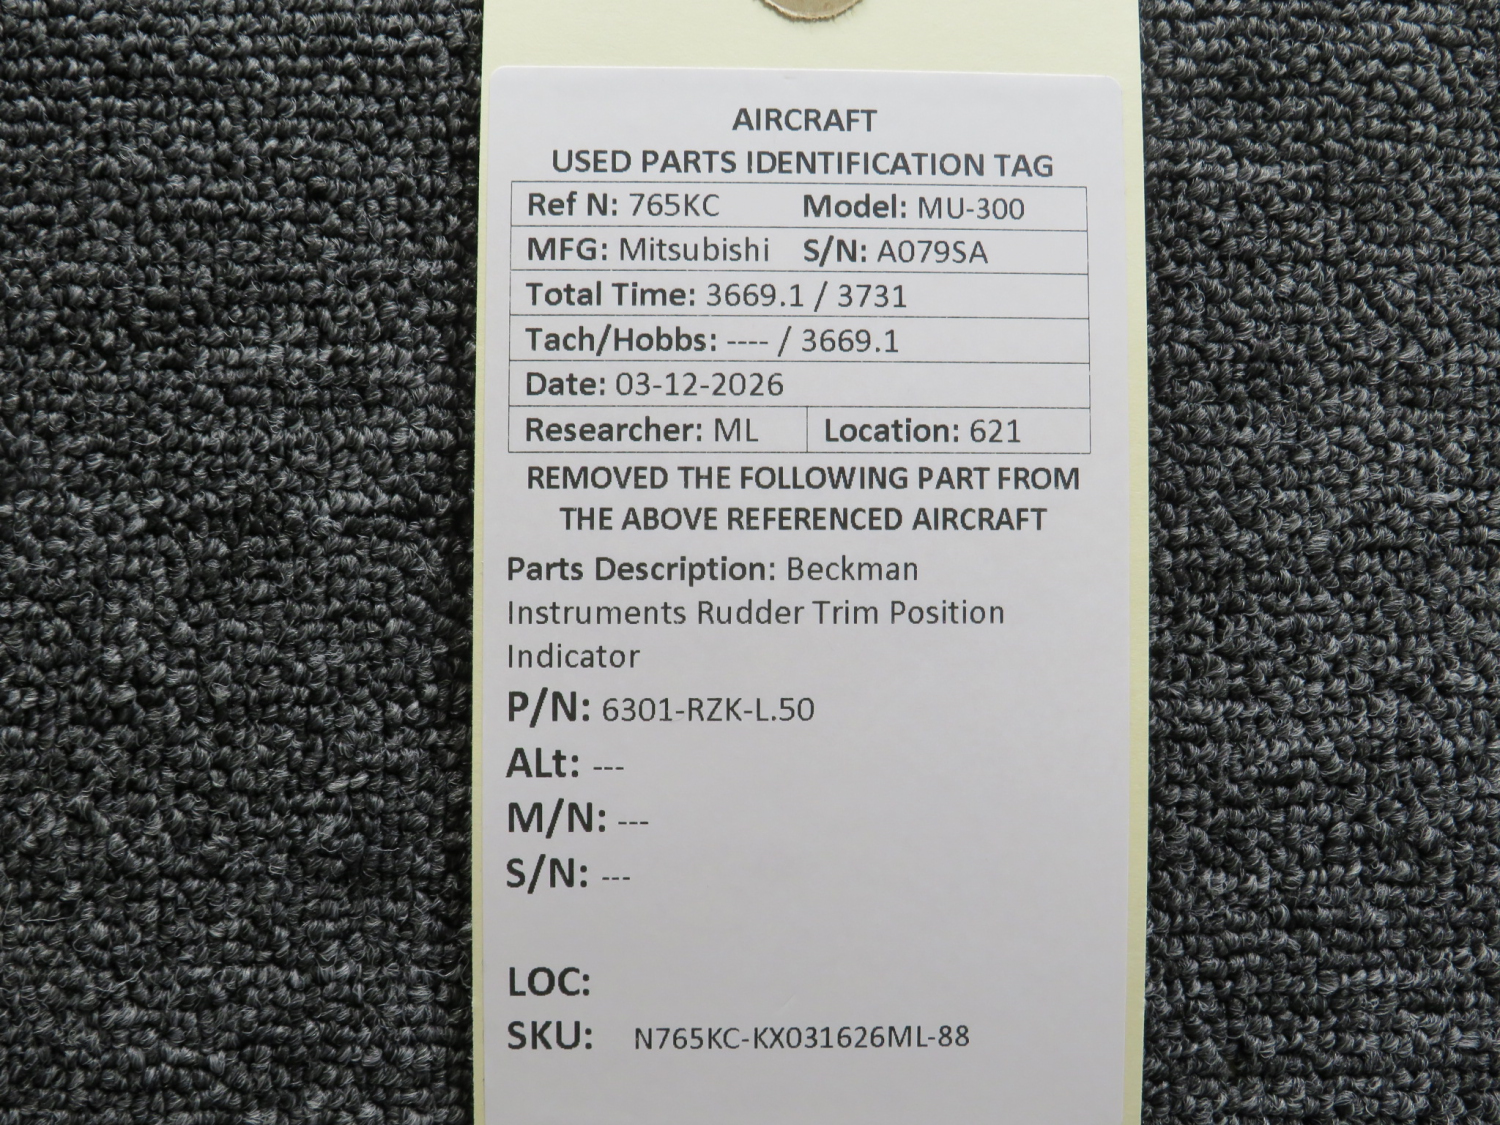 AIRCRAFT
USED PARTS IDENTIFICATION TAG
Ref N: 765KC Model: MU-300
MFG: Mitsubishi S/N: A079SA
Total Time: 3669.1 / 3731
Tach/Hobbs: ---- / 3669.1
Date: 03-12-2026
Researcher: ML Location: 621
REMOVED THE FOLLOWING PART FROM
THE ABOVE REFERENCED AIRCRAFT
Parts Description: Beckman
Instruments Rudder Trim Position
Indicator
P/N: 6301-RZK-L.50
ALt: ---
M/N: ---
S/N: ---
LOC:
SKU: N765KC-KX031626ML-88